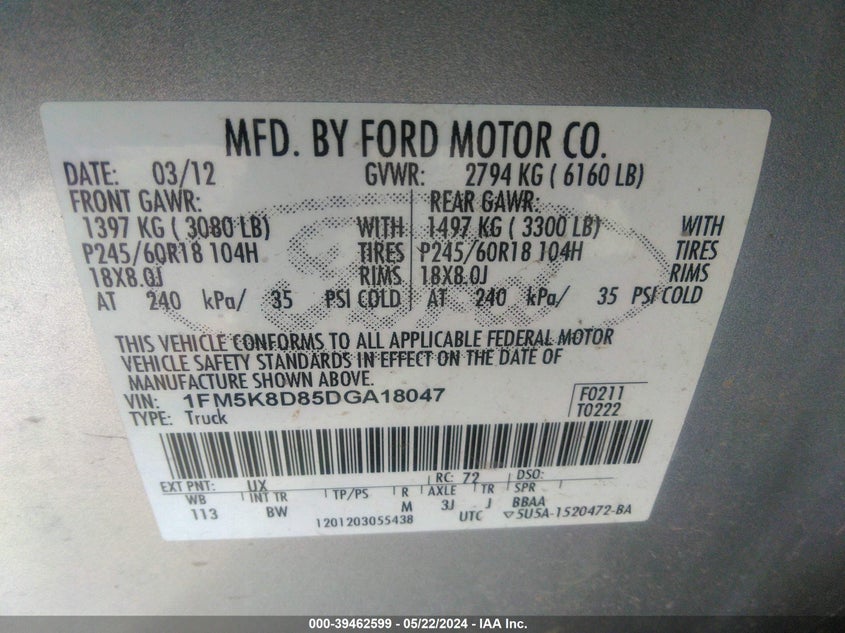 MFD. BY FORD MOTOR CO.
DATE: 03/12 GVWR: 2794 KG ( 6160 LB)
FRONT GAWR: REAR GAWR:
1397 KG ( 3080 LB) WITH 1497 KG ( 3300 LB) WITH
P245/60R18 104H TIRES P245/60R18 104H TIRES
18X8.0J RIMS 18X8.0J RIMS
AT 240 kPa/ 35 PSI COLD AT 240 kPa/ 35 PSI COLD
THIS VEHICLE CONFORMS TO ALL APPLICABLE FEDERAL MOTOR
VEHICLE SAFETY STANDARDS IN EFFECT ON THE DATE OF
MANUFACTURE SHOWN ABOVE.
VIN: 1FM5K8D85DGA18047 F0211
TYPE: Truck T0222
EXT PNT: UX RC: 72 DSO:
WB INT TR TP/PS R AXLE TR SPR
113 BW M 3J J BBAA
1201203055438 UTC 5U5A-1520472-BA
000-39462599 - 05/22/2024 - IAA Inc.